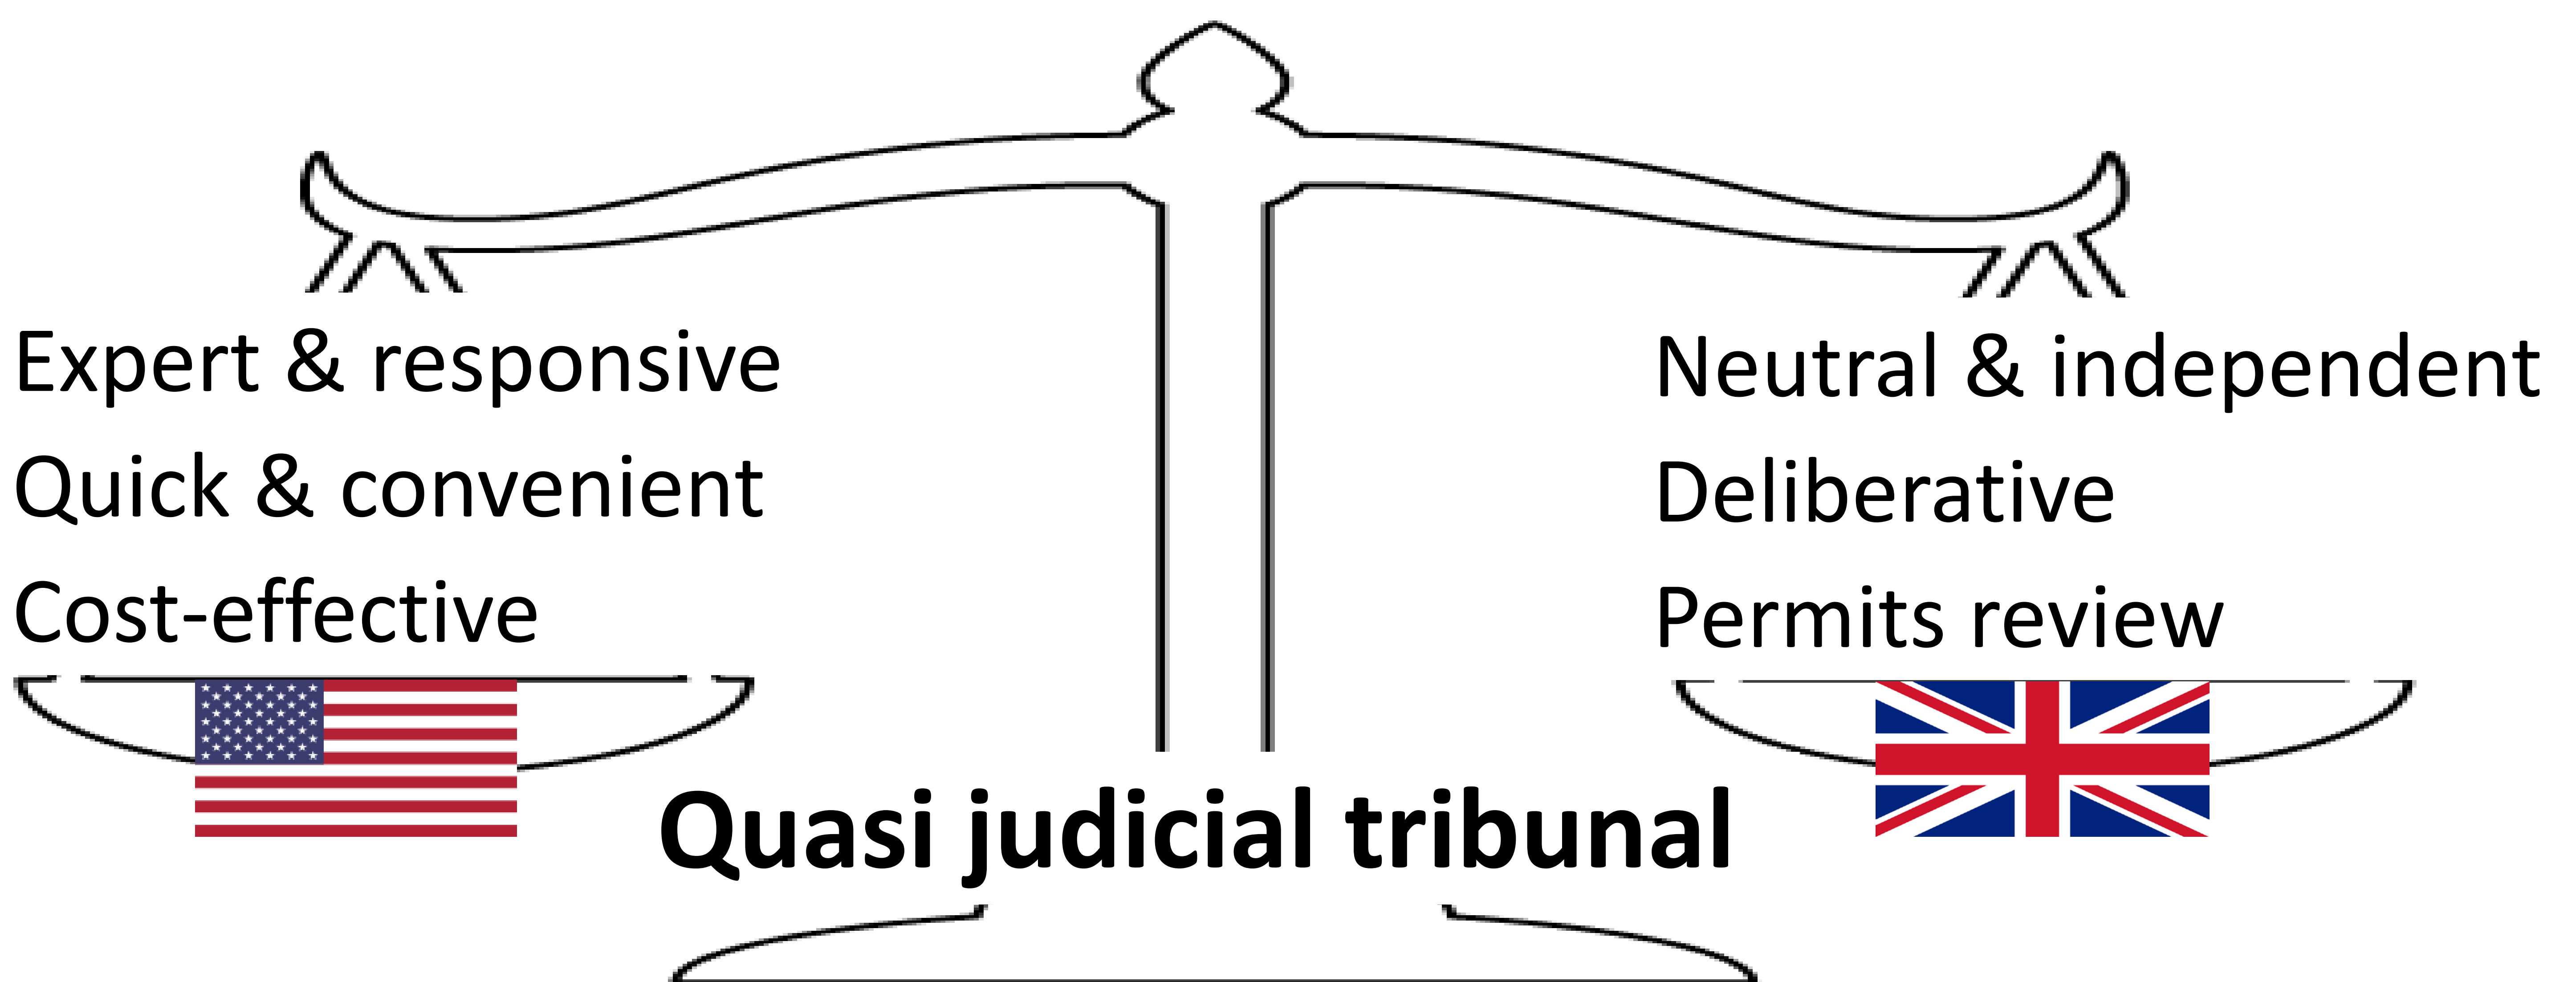 Expert & responsive
Quick & convenient
Cost-effective
Neutral & independent
Deliberative
Permits review
Quasi judicial tribunal